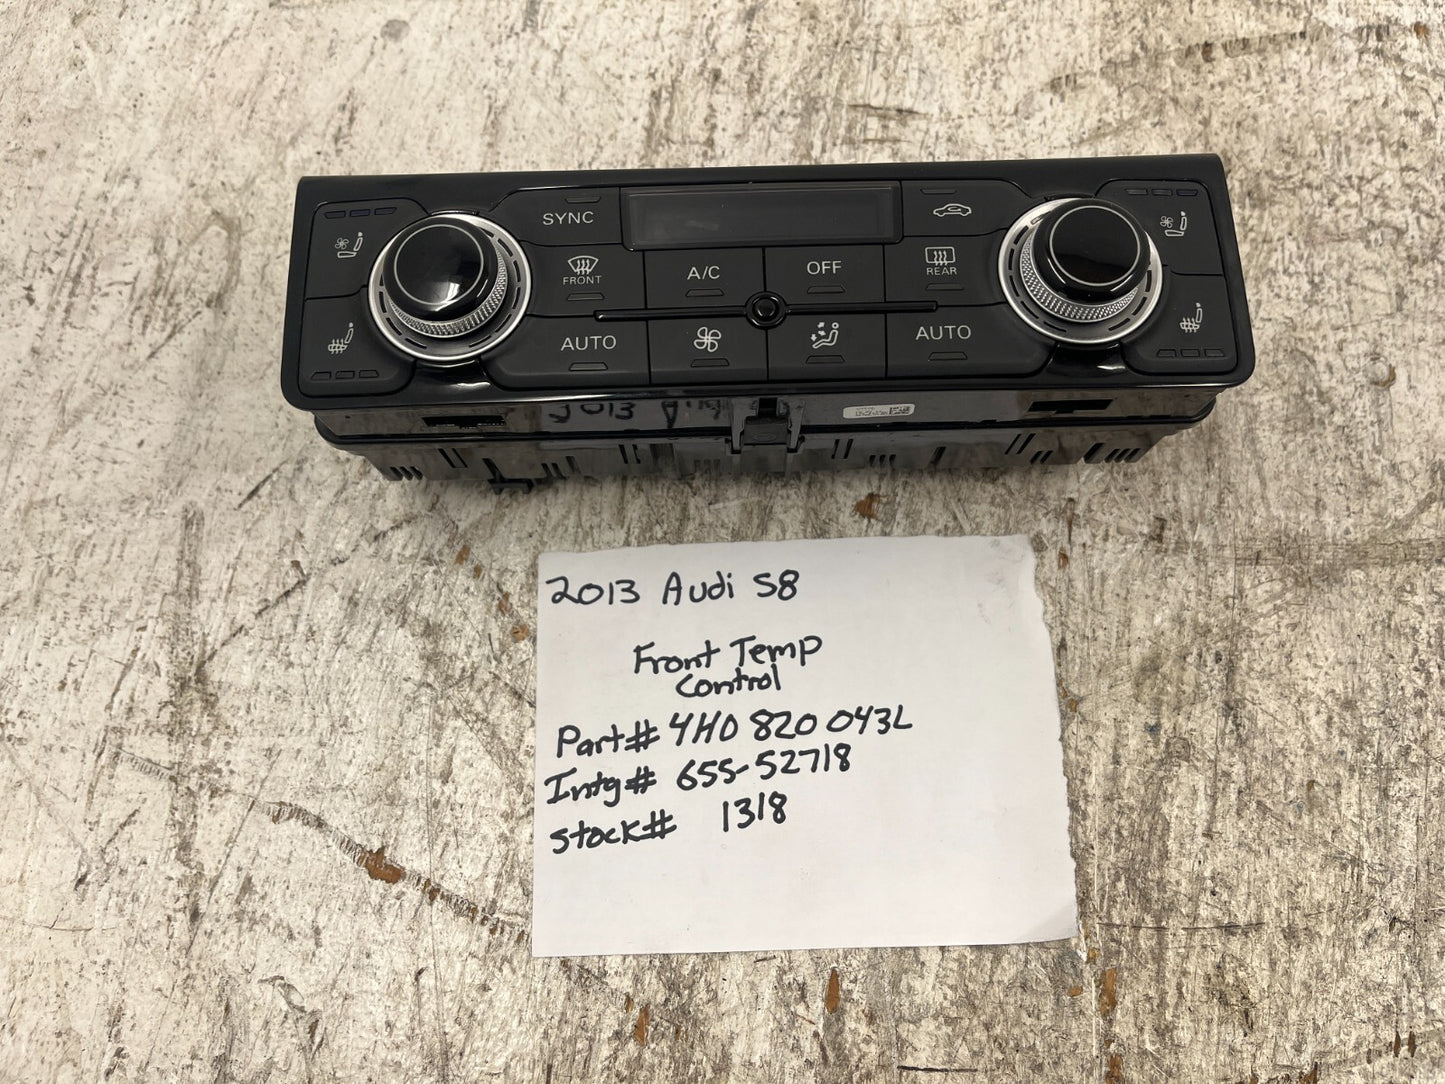 SYNC
FRONT
A/C
OFF
REAR
AUTO
AUTO
2013
2013 Audi S8
Front Temp
Control
Part# 4H0 820 043L
Intg# 655-52718
Stock# 1318